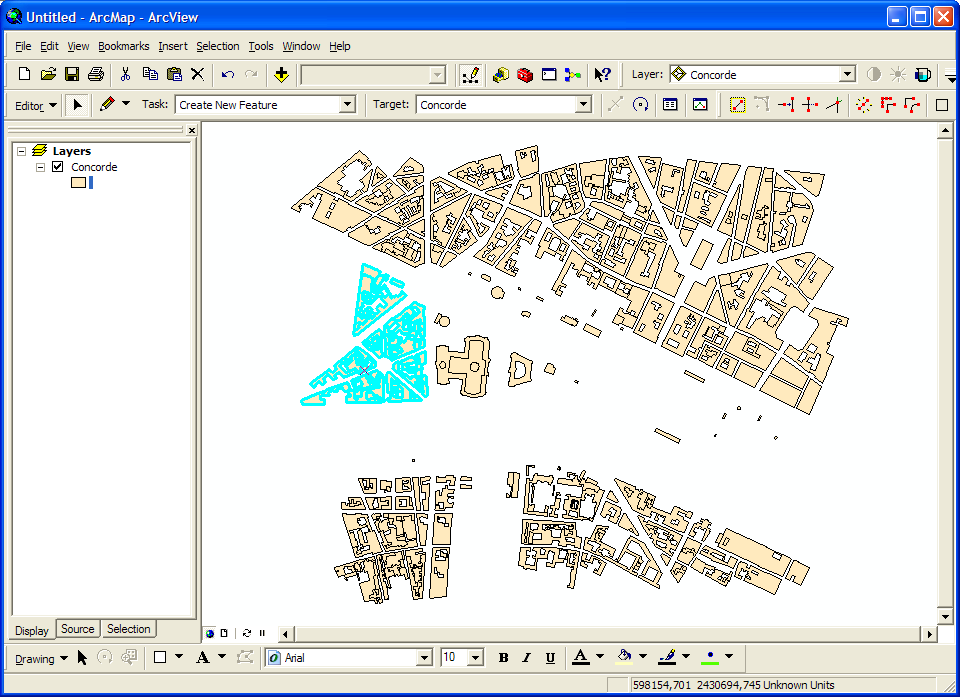 Untitled - ArcMap - ArcView
File Edit View Bookmarks Insert Selection Tools Window Help
Layer: Concorde
Editor Task: Create New Feature Target: Concorde
Layers
Concorde
Display Source Selection
Drawing A Arial 10 B I U A
598154,701 2430694,745 Unknown Units